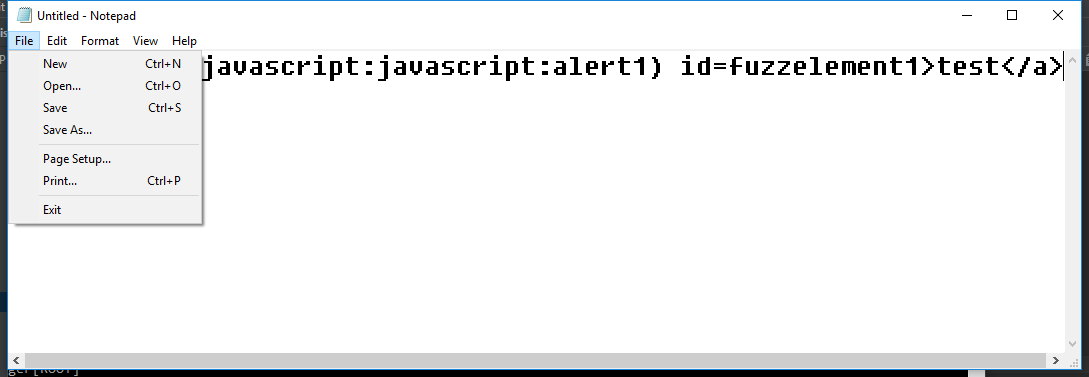 Untitled - Notepad
File Edit Format View Help
javascript:javascript:alert1) id=fuzzelement1>test</a>
New Ctrl+N
Open... Ctrl+O
Save Ctrl+S
Save As...
Page Setup...
Print... Ctrl+P
Exit